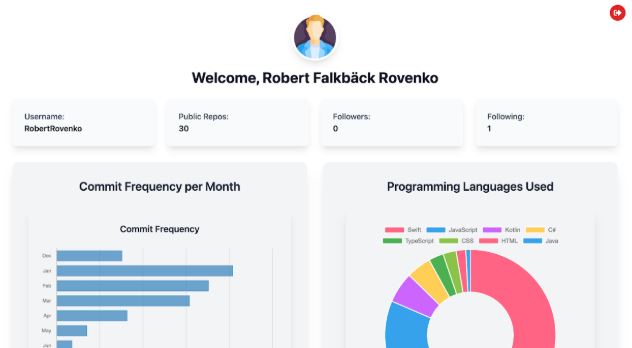 Welcome, Robert Falkbäck Rovenko
Username:
RobertRovenko
Public Repos:
30
Followers:
0
Following:
1
Commit Frequency per Month
Commit Frequency
Dec
Jan
Feb
Mar
Apr
May
Jun
Programming Languages Used
Swift JavaScript Kotlin C#
TypeScript CSS HTML Java